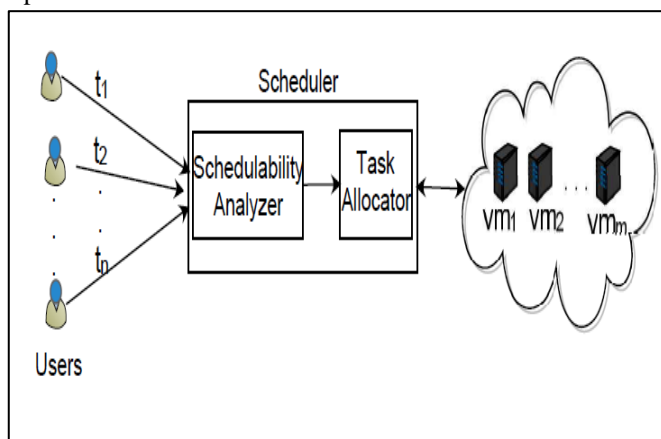 t1
Scheduler
t2
Schedulability
Analyzer
Task
Allocator
. . .
vm1 vm2 vmm
.
. .
. .
tn
Users